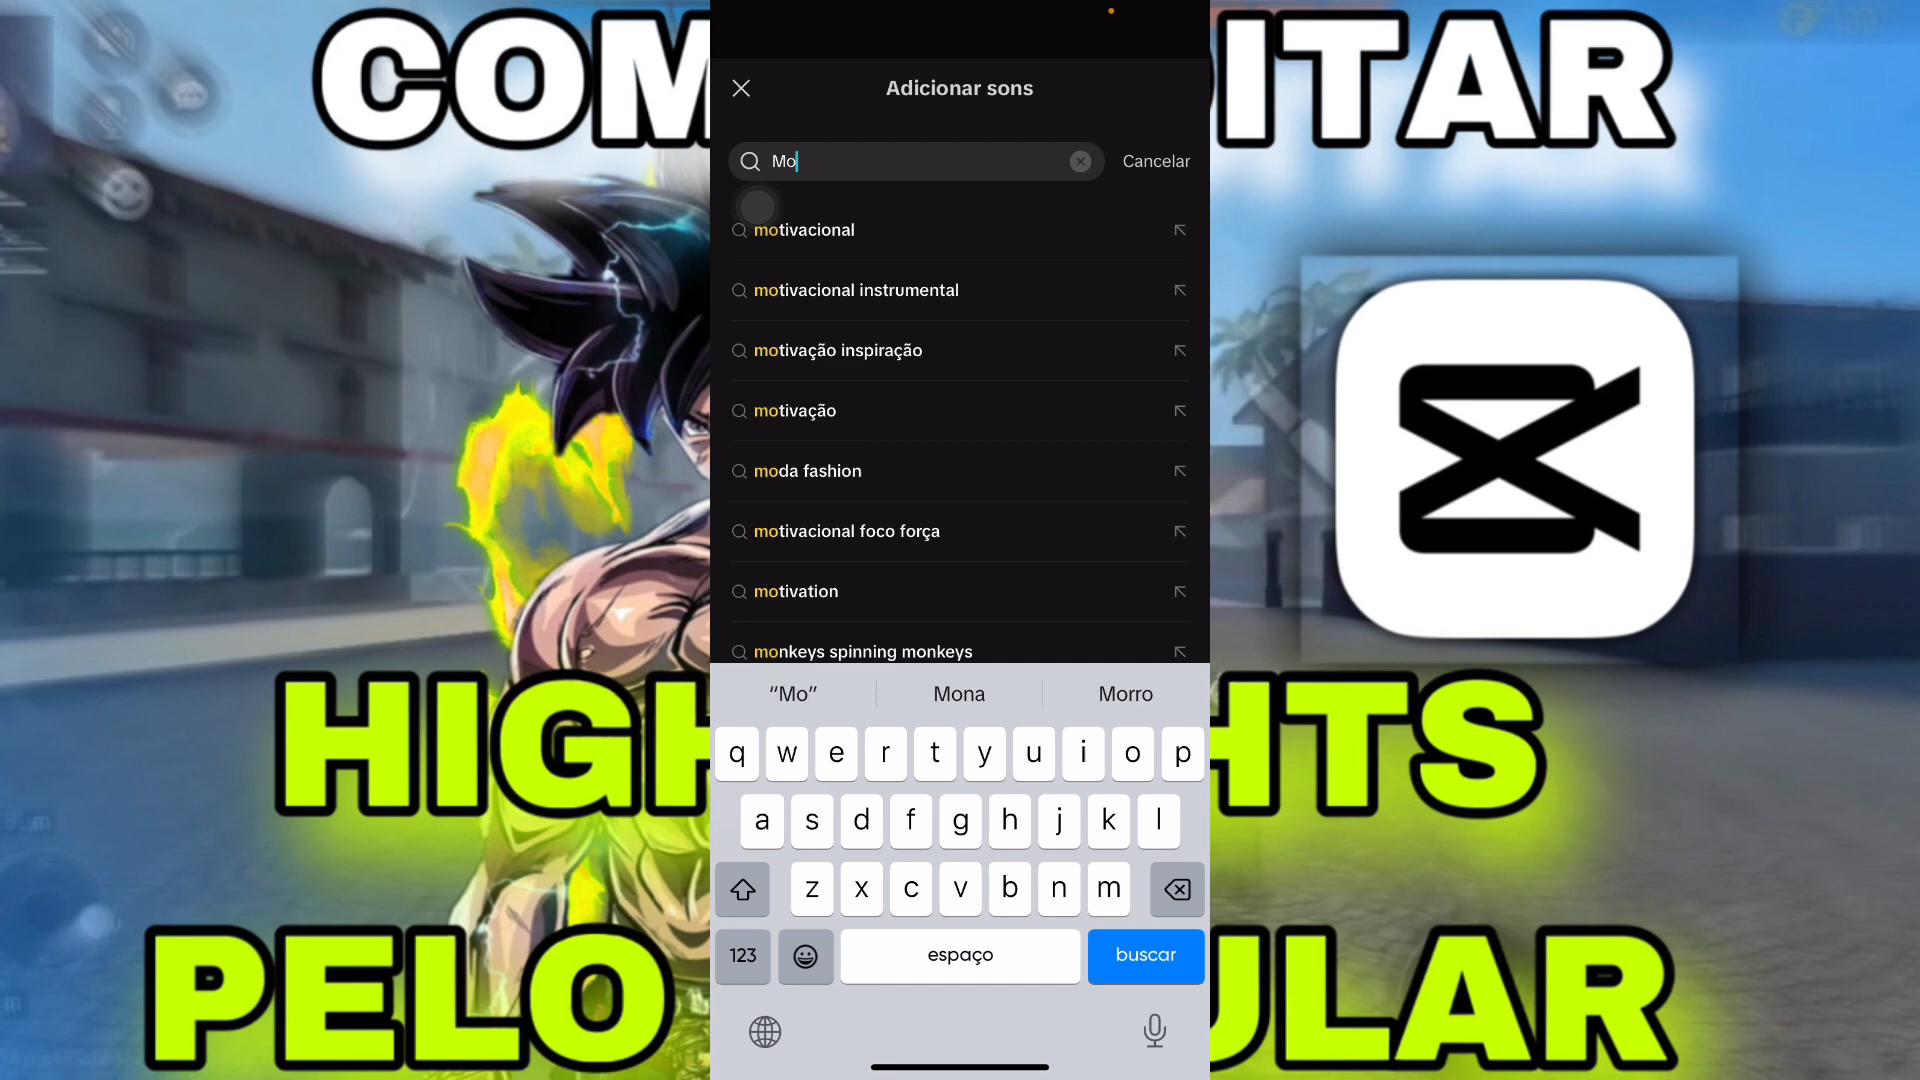 COM
DITAR
Adicionar sons
Mo
Cancelar
motivacional
motivacional instrumental
motivação inspiração
motivação
moda fashion
motivacional foco força
motivation
monkeys spinning monkeys
HIGH
HTS
"Mo"
Mona
Morro
q w e r t y u i o p
a s d f g h j k l
z x c v b n m
123
espaço
buscar
PELO
ULAR